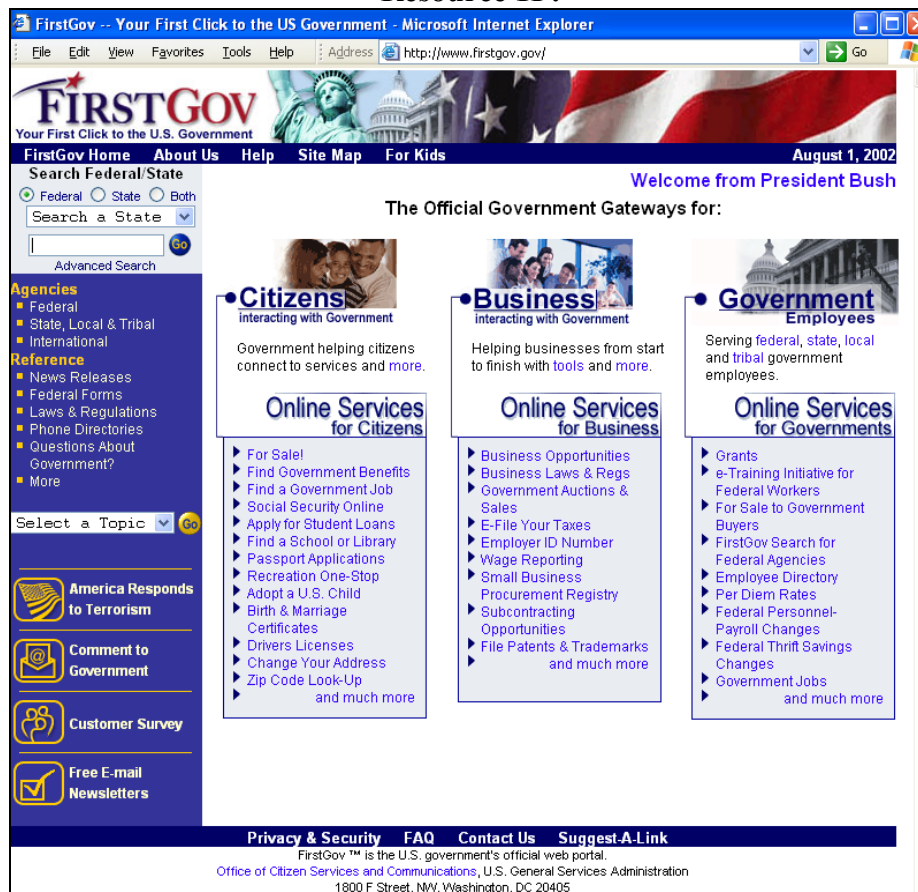 FirstGov -- Your First Click to the US Government - Microsoft Internet Explorer
File Edit View Favorites Tools Help Address http://www.firstgov.gov/ Go
FIRSTGOV
Your First Click to the U.S. Government
FirstGov Home About Us Help Site Map For Kids August 1, 2002
Search Federal/State
Federal State Both
Search a State
Go
Advanced Search
Agencies
Federal
State, Local & Tribal
International
Reference
News Releases
Federal Forms
Laws & Regulations
Phone Directories
Questions About
Government?
More
Select a Topic Go
America Responds
to Terrorism
Comment to
Government
Customer Survey
Free E-mail
Newsletters
Welcome from President Bush
The Official Government Gateways for:
Citizens
interacting with Government
Government helping citizens
connect to services and more.
Online Services
for Citizens
For Sale!
Find Government Benefits
Find a Government Job
Social Security Online
Apply for Student Loans
Find a School or Library
Passport Applications
Recreation One-Stop
Adopt a U.S. Child
Birth & Marriage
Certificates
Drivers Licenses
Change Your Address
Zip Code Look-Up
and much more
Business
interacting with Government
Helping businesses from start
to finish with tools and more.
Online Services
for Business
Business Opportunities
Business Laws & Regs
Government Auctions &
Sales
E-File Your Taxes
Employer ID Number
Wage Reporting
Small Business
Procurement Registry
Subcontracting
Opportunities
File Patents & Trademarks
and much more
Government
Employees
Serving federal, state, local
and tribal government
employees.
Online Services
for Governments
Grants
e-Training Initiative for
Federal Workers
For Sale to Government
Buyers
FirstGov Search for
Federal Agencies
Employee Directory
Per Diem Rates
Federal Personnel-
Payroll Changes
Federal Thrift Savings
Changes
Government Jobs
and much more
Privacy & Security FAQ Contact Us Suggest-A-Link
FirstGov ™ is the U.S. government's official web portal.
Office of Citizen Services and Communications, U.S. General Services Administration
1800 F Street, NW, Washington, DC 20405